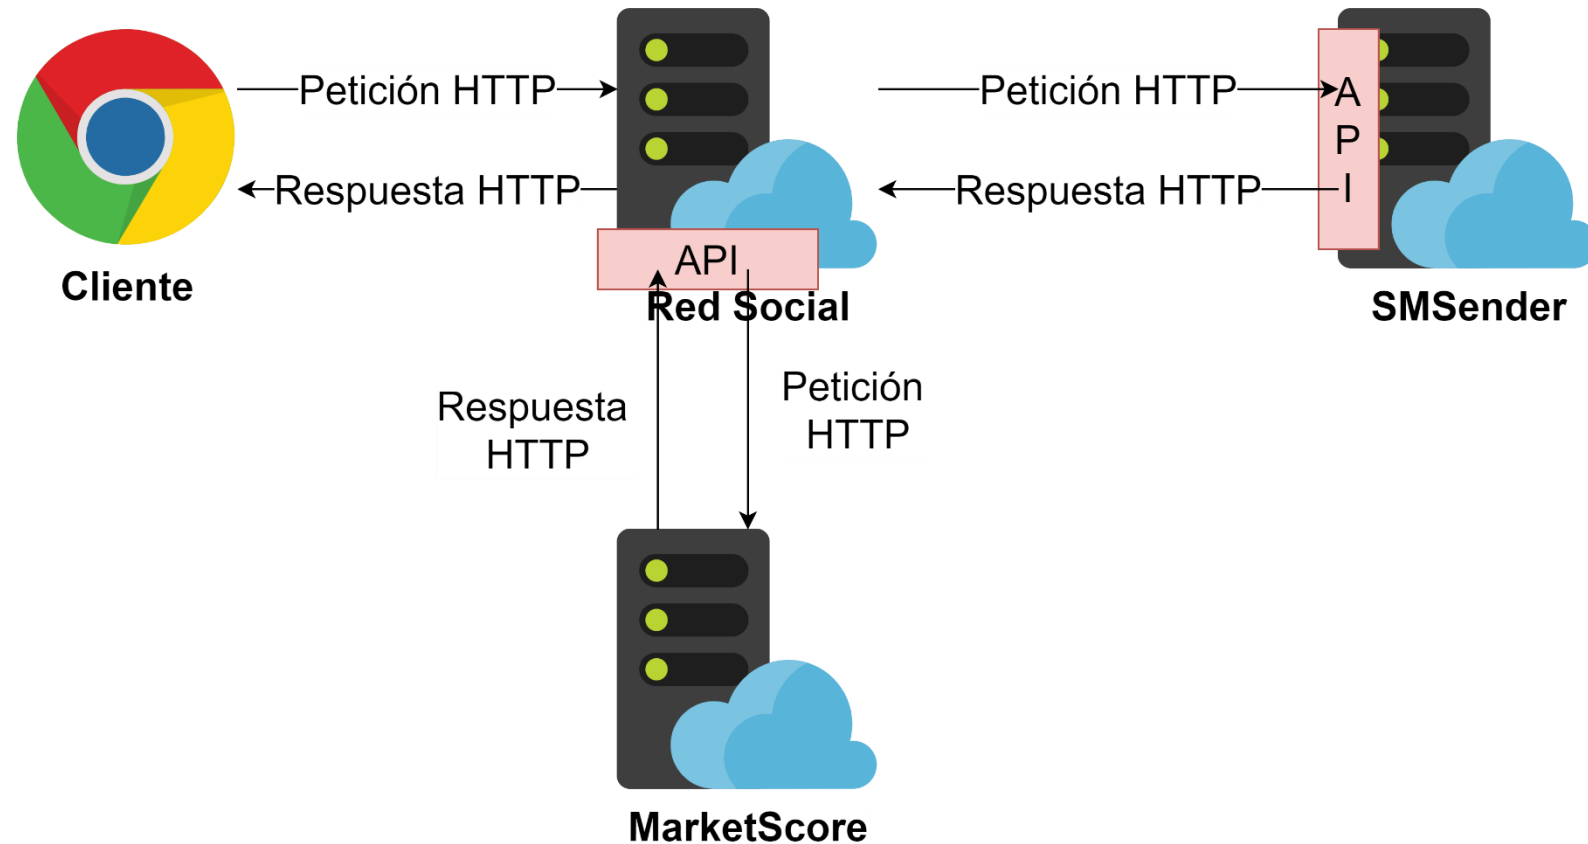 Petición HTTP
Petición HTTP
A
P
I
Respuesta HTTP
Respuesta HTTP
API
Cliente
Red Social
SMSender
Respuesta
HTTP
Petición
HTTP
MarketScore